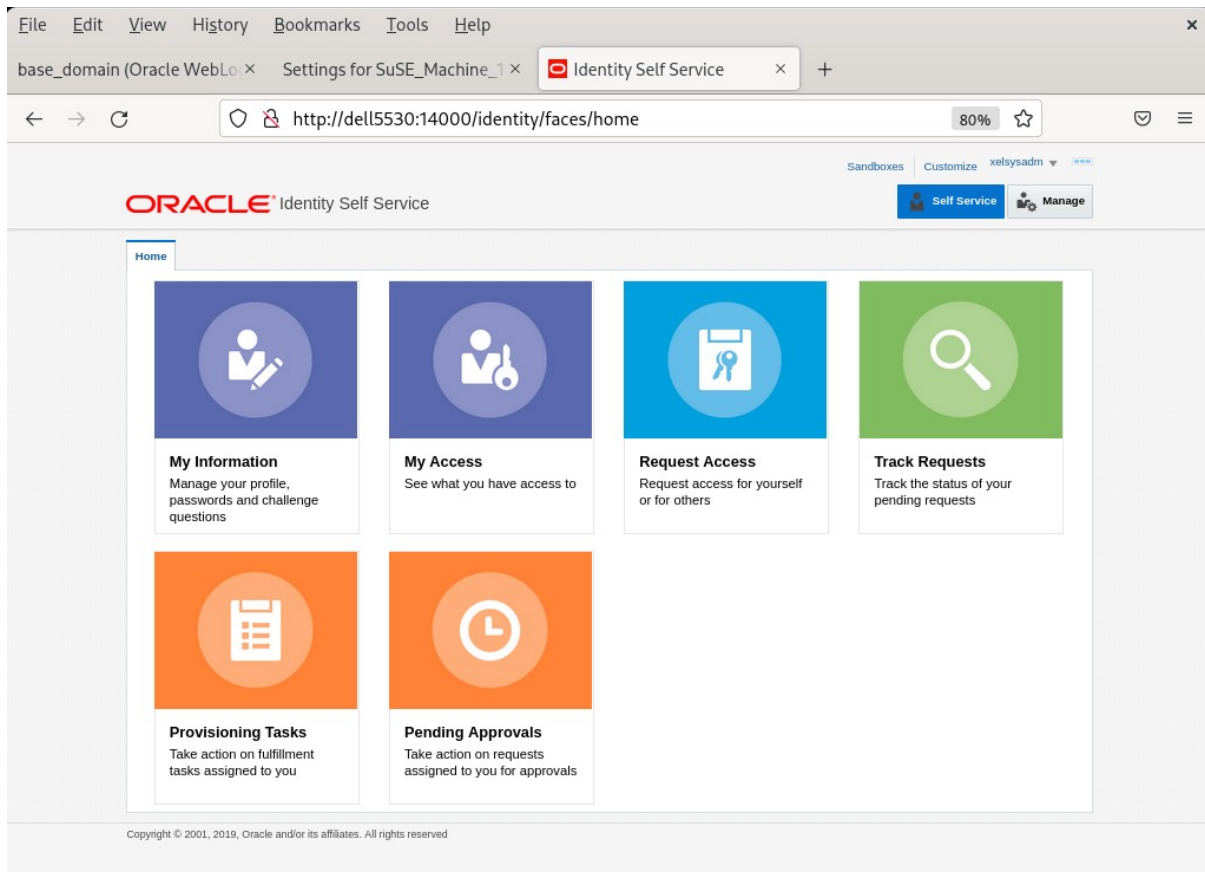 File Edit View History Bookmarks Tools Help
base_domain (Oracle WebLo Settings for SuSE_Machine_1 Identity Self Service
http://dell5530:14000/identity/faces/home 80%
Sandboxes Customize xelsysadm
ORACLE Identity Self Service Self Service Manage
Home
My Information
Manage your profile,
passwords and challenge
questions
My Access
See what you have access to
Request Access
Request access for yourself
or for others
Track Requests
Track the status of your
pending requests
Provisioning Tasks
Take action on fulfillment
tasks assigned to you
Pending Approvals
Take action on requests
assigned to you for approvals
Copyright © 2001, 2019, Oracle and/or its affiliates. All rights reserved